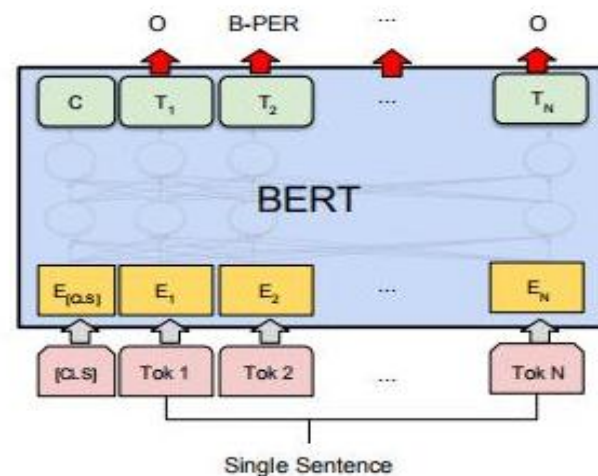 O B-PER ... O
C T1 T2 ... TN
BERT
E[CLS] E1 E2 ... EN
[CLS] Tok 1 Tok 2 ... Tok N
Single Sentence